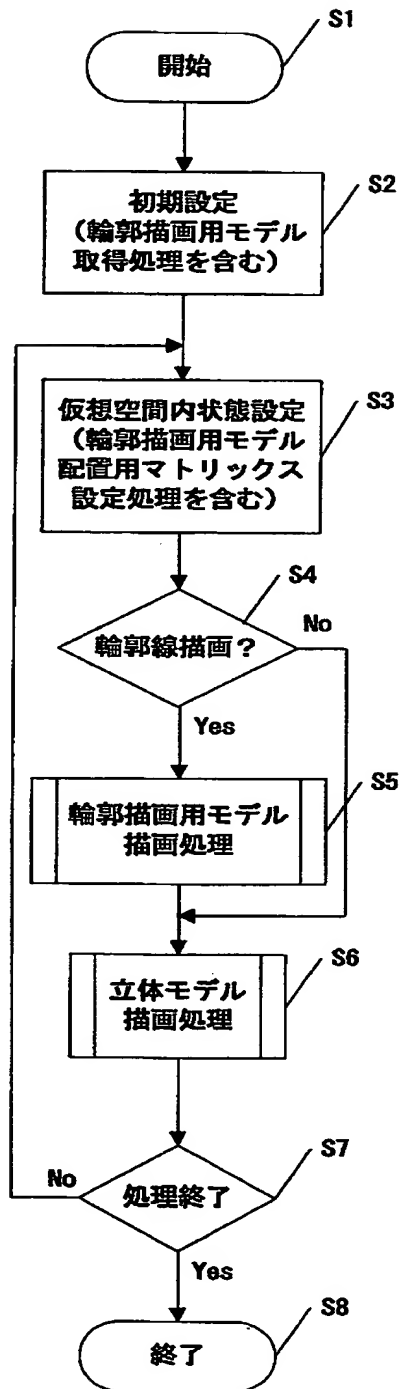 S1
開始
S2
初期設定
（輪郭描画用モデル
取得処理を含む）
S3
仮想空間内状態設定
（輪郭描画用モデル
配置用マトリックス
設定処理を含む）
S4
輪郭線描画？
No
Yes
S5
輪郭描画用モデル
描画処理
S6
立体モデル
描画処理
S7
処理終了
No
Yes
S8
終了